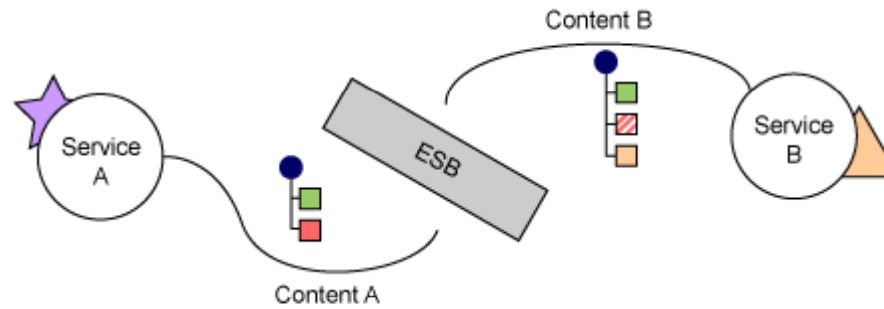 Content B
Service
A
ESB
Service
B
Content A